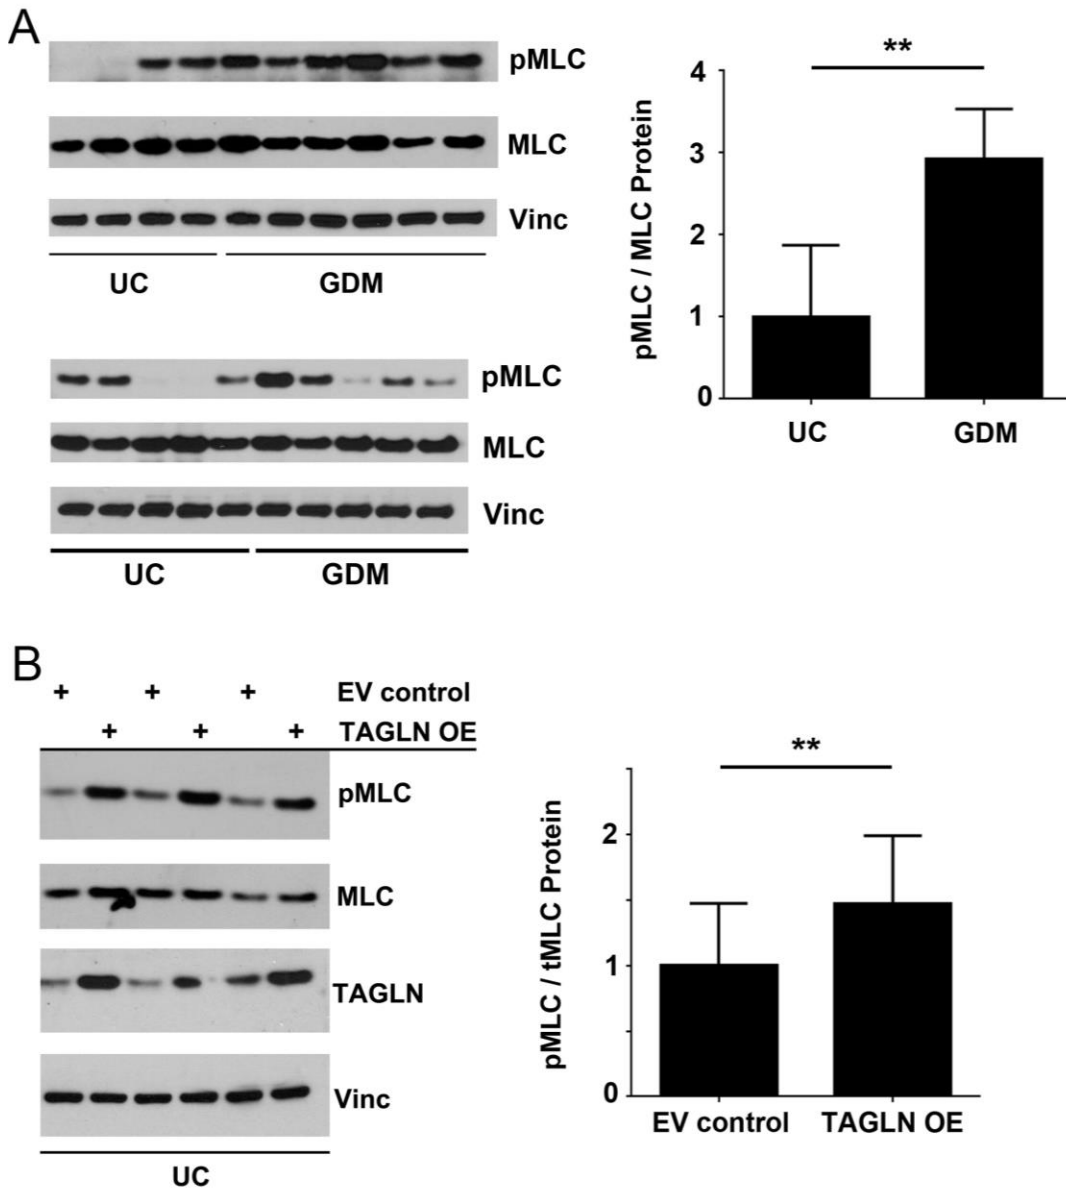 A
pMLC
MLC
Vinc
UC GDM
pMLC
MLC
Vinc
UC GDM
**
4
3
2
1
0
pMLC / MLC Protein
UC GDM
B
+ + + EV control
+ + + TAGLN OE
pMLC
MLC
TAGLN
Vinc
UC
**
2
1
0
pMLC / tMLC Protein
EV control TAGLN OE